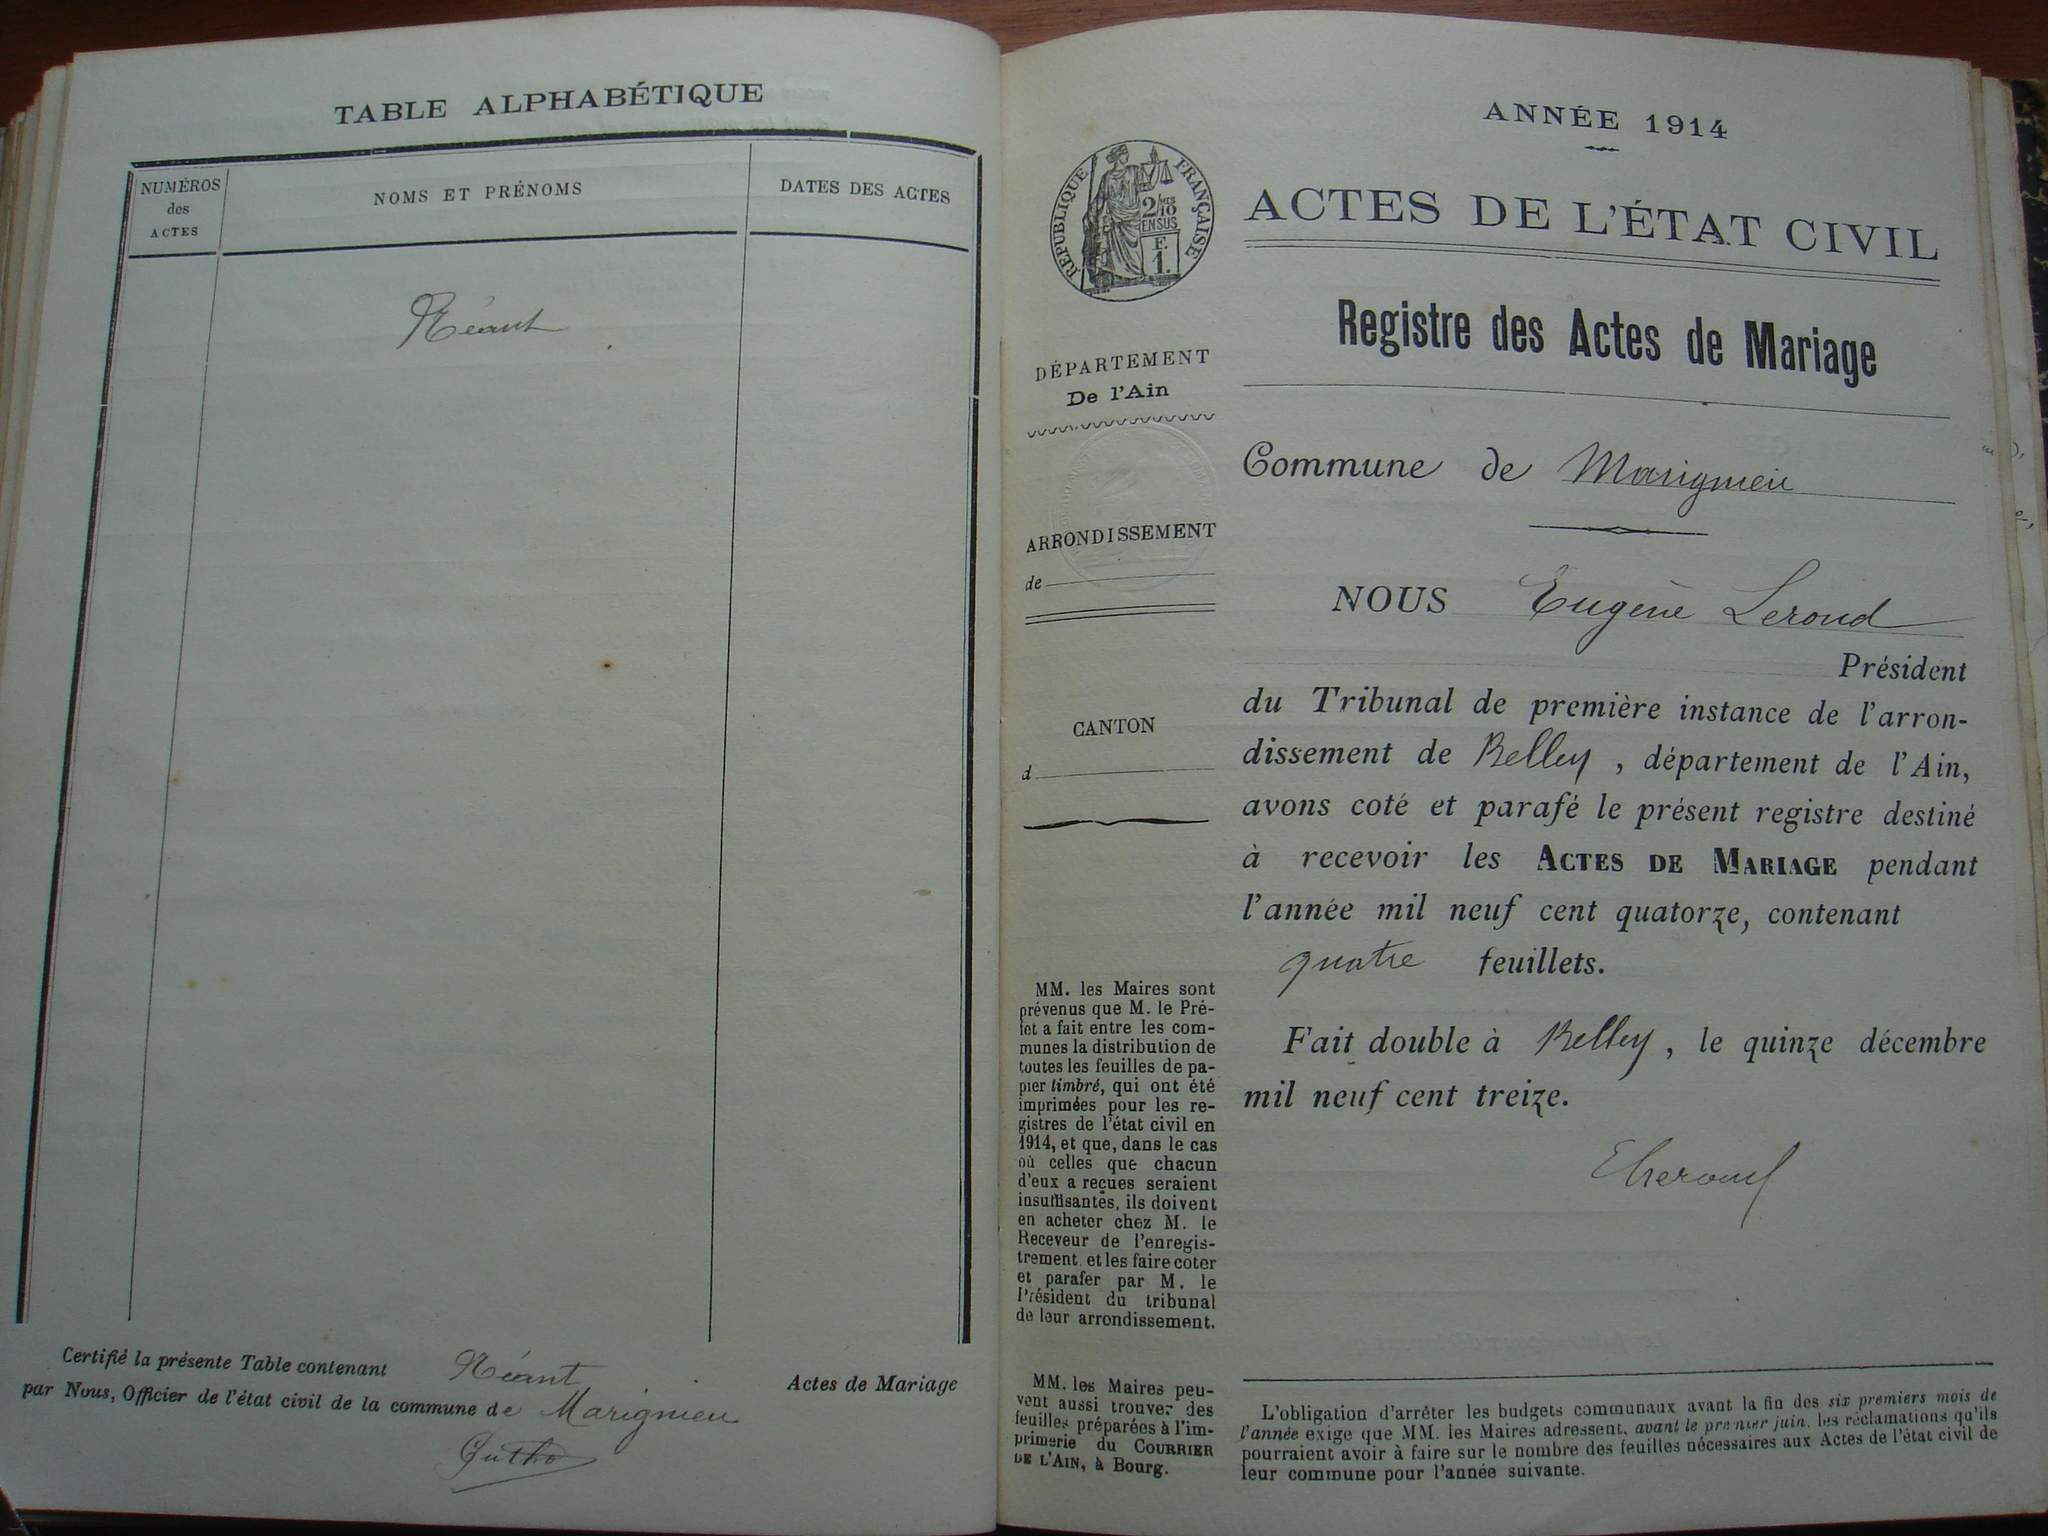 TABLE ALPHABÉTIQUE
NUMÉROS
des
ACTES
NOMS ET PRÉNOMS
DATES DES ACTES
Néant
Certifié la présente Table contenant Néant Actes de Mariage
par Nous, Officier de l'état civil de la commune de Marignieu
ANNÉE 1914
RÉPUBLIQUE FRANÇAISE
2/10
EN SUS
F.
1.
ACTES DE L'ÉTAT CIVIL
Registre des Actes de Mariage
DÉPARTEMENT
De l'Ain
ARRONDISSEMENT
de
CANTON
d
MM. les Maires sont
prévenus que M. le Pré-
fet a fait entre les com-
munes la distribution de
toutes les feuilles de pa-
pier timbré, qui ont été
imprimées pour les re-
gistres de l'état civil en
1914, et que, dans le cas
où celles que chacun
d'eux a reçues seraient
insuffisantes, ils doivent
en acheter chez M. le
Receveur de l'enregis-
trement, et les faire coter
et parafer par M. le
Président du tribunal
de leur arrondissement.
MM. les Maires peu-
vent aussi trouver des
feuilles préparées à l'im-
primerie du COURRIER
DE L'AIN, à Bourg.
Commune de Marignieu
NOUS Eugène Leroud
Président
du Tribunal de première instance de l'arron-
dissement de Belley, département de l'Ain,
avons coté et parafé le présent registre destiné
à recevoir les ACTES DE MARIAGE pendant
l'année mil neuf cent quatorze, contenant
quatre feuillets.
Fait double à Belley, le quinze décembre
mil neuf cent treize.
L'obligation d'arrêter les budgets communaux avant la fin des six premiers mois de
l'année exige que MM. les Maires adressent, avant le premier juin, les réclamations qu'ils
pourraient avoir à faire sur le nombre des feuilles nécessaires aux Actes de l'état civil de
leur commune pour l'année suivante.